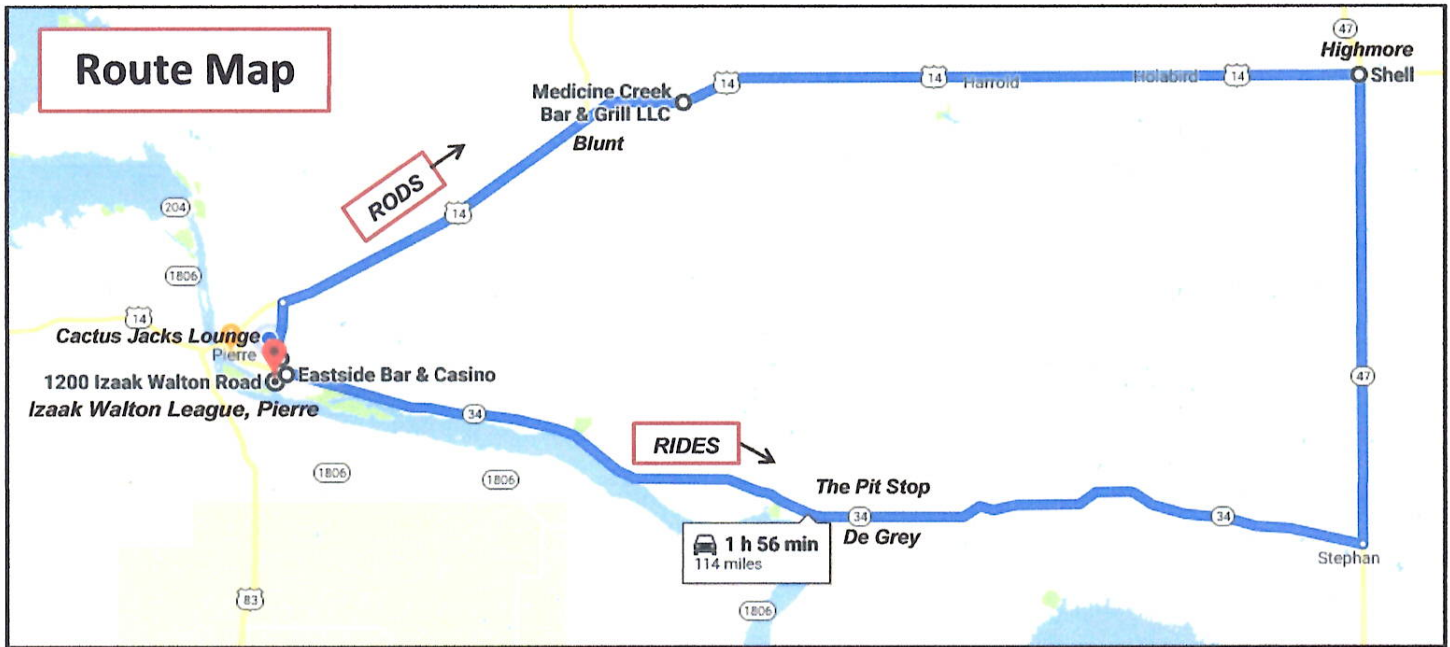 Route Map
47
Highmore
Shell
14
14
Harrold
Holabird
14
Medicine Creek
Bar & Grill LLC
Blunt
RODS
14
204
1806
14
Cactus Jacks Lounge
Pierre
Eastside Bar & Casino
1200 Izaak Walton Road
Izaak Walton League, Pierre
34
47
RIDES
1806
1806
The Pit Stop
34
De Grey
34
1 h 56 min
114 miles
Stephan
83
1806